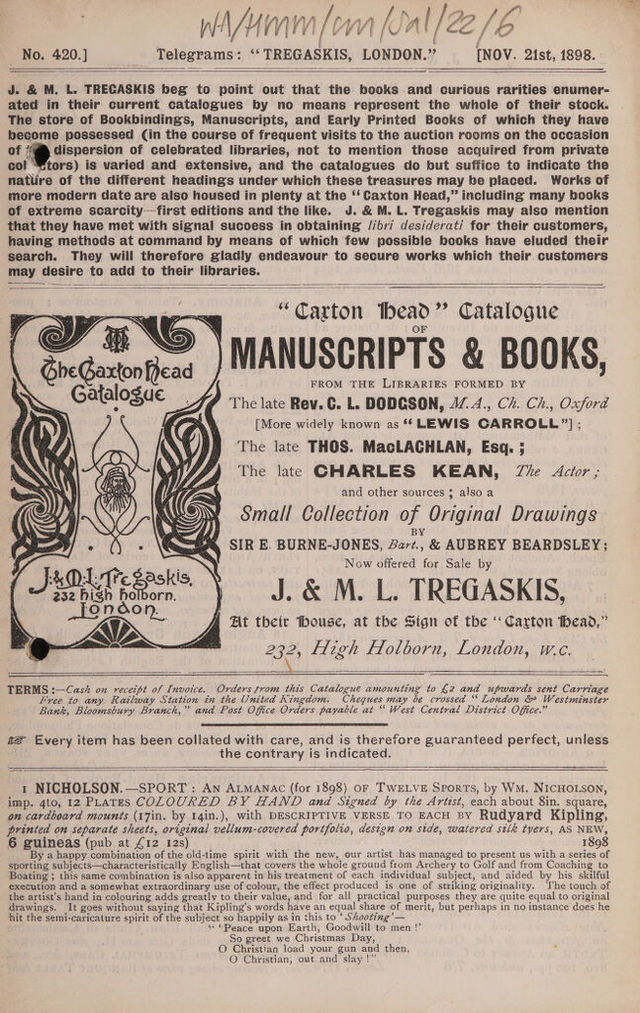 WA/HMM/CM/Sal/22/6
No. 420.] Telegrams: "TREGASKIS, LONDON." [NOV. 21st, 1898.
J. & M. L. TREGASKIS beg to point out that the books and curious rarities enumer-
ated in their current catalogues by no means represent the whole of their stock.
The store of Bookbindings, Manuscripts, and Early Printed Books of which they have
become possessed (in the course of frequent visits to the auction rooms on the occasion
of dispersion of celebrated libraries, not to mention those acquired from private
col tors) is varied and extensive, and the catalogues do but suffice to indicate the
nature of the different headings under which these treasures may be placed. Works of
more modern date are also housed in plenty at the "Caxton Head," including many books
of extreme scarcity—first editions and the like. J. & M. L. Tregaskis may also mention
that they have met with signal success in obtaining libri desiderati for their customers,
having methods at command by means of which few possible books have eluded their
search. They will therefore gladly endeavour to secure works which their customers
may desire to add to their libraries.
The Caxton Head
Catalogue
J. & M. L. Tregaskis,
232 High Holborn,
London.
"Caxton Head" Catalogue
OF
MANUSCRIPTS & BOOKS,
FROM THE LIBRARIES FORMED BY
The late Rev. C. L. DODGSON, M.A., Ch. Ch., Oxford
[More widely known as "LEWIS CARROLL"];
The late THOS. MacLACHLAN, Esq.;
The late CHARLES KEAN, The Actor;
and other sources; also a
Small Collection of Original Drawings
BY
SIR E. BURNE-JONES, Bart., & AUBREY BEARDSLEY;
Now offered for Sale by
J. & M. L. TREGASKIS,
At their House, at the Sign of the "Caxton Head,"
232, High Holborn, London, W.C.
TERMS:—Cash on receipt of Invoice. Orders from this Catalogue amounting to £2 and upwards sent Carriage
Free to any Railway Station in the United Kingdom. Cheques may be crossed "London & Westminster
Bank, Bloomsbury Branch," and Post Office Orders payable at "West Central District Office."
☞ Every item has been collated with care, and is therefore guaranteed perfect, unless
the contrary is indicated.
1 NICHOLSON.—SPORT: AN ALMANAC (for 1898) OF TWELVE SPORTS, by WM. NICHOLSON,
imp. 4to, 12 PLATES COLOURED BY HAND and Signed by the Artist, each about 8in. square,
on cardboard mounts (17in. by 14in.), with DESCRIPTIVE VERSE TO EACH BY Rudyard Kipling,
printed on separate sheets, original vellum-covered portfolio, design on side, watered silk tyers, AS NEW,
6 guineas (pub at £12 12s) 1898
By a happy combination of the old-time spirit with the new, our artist has managed to present us with a series of
sporting subjects—characteristically English—that covers the whole ground from Archery to Golf and from Coaching to
Boating; this same combination is also apparent in his treatment of each individual subject, and aided by his skilful
execution and a somewhat extraordinary use of colour, the effect produced is one of striking originality. The touch of
the artist's hand in colouring adds greatly to their value, and for all practical purposes they are quite equal to original
drawings. It goes without saying that Kipling's words have an equal share of merit, but perhaps in no instance does he
hit the semi-caricature spirit of the subject so happily as in this to 'Shooting'—
"'Peace upon Earth, Goodwill to men!'
So greet we Christmas Day,
O Christian load your gun and then,
O Christian, out and slay!"